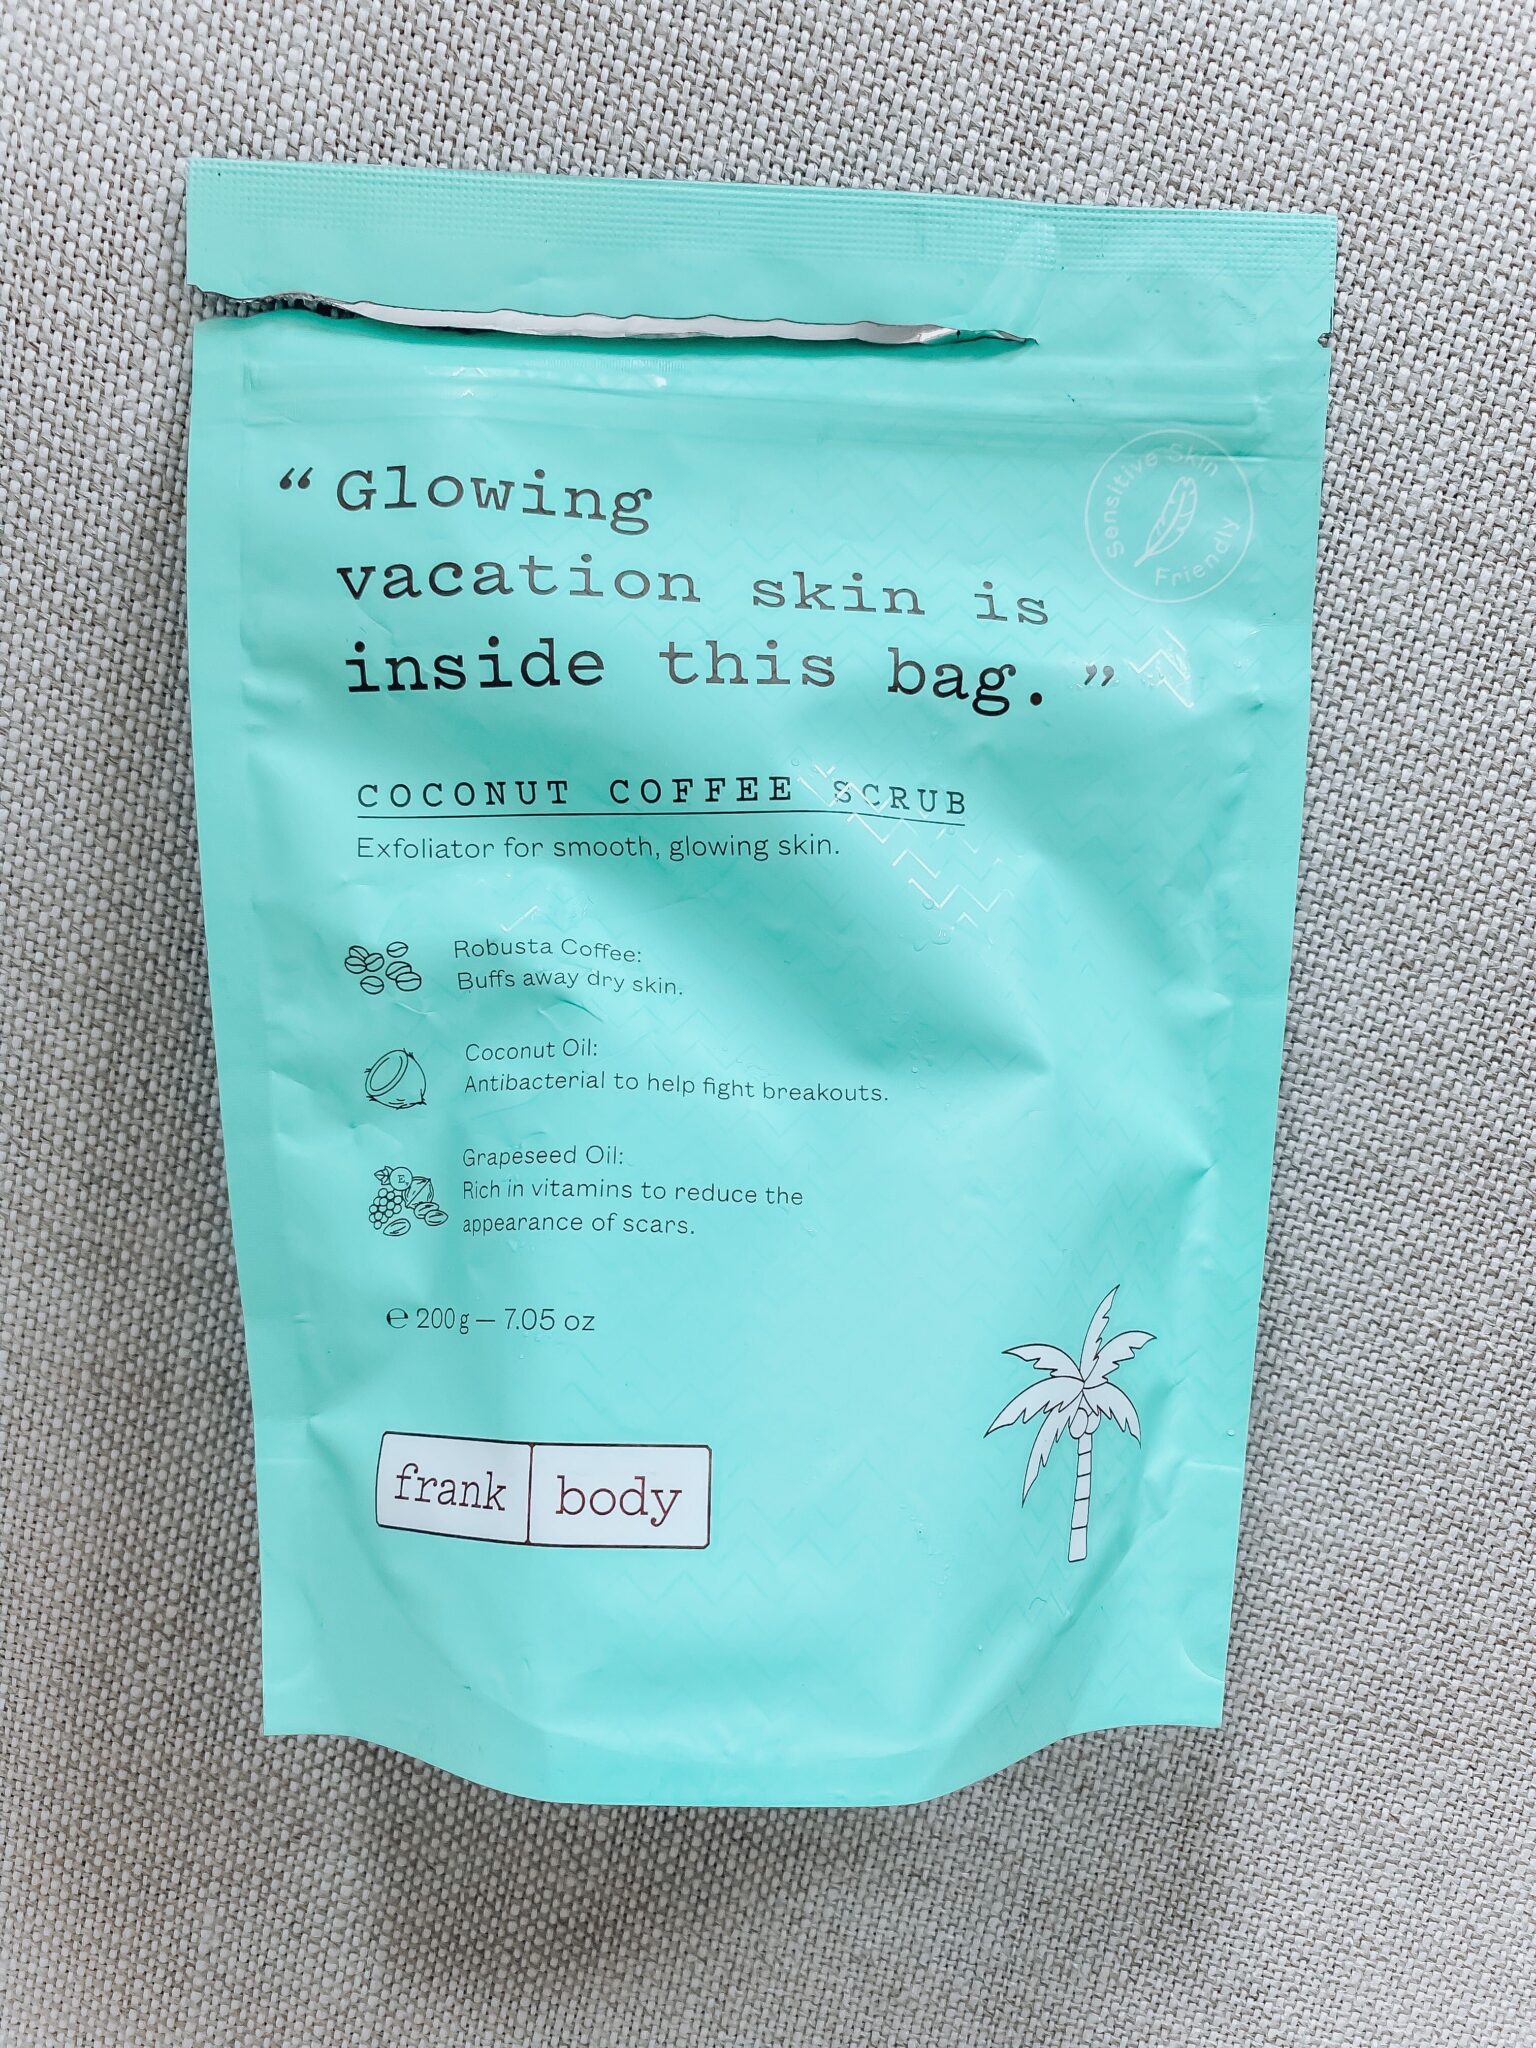 “Glowing
vacation skin is
inside this bag.”
Sensitive Skin
Friendly
COCONUT COFFEE SCRUB
Exfoliator for smooth, glowing skin.
Robusta Coffee:
Buffs away dry skin.
Coconut Oil:
Antibacterial to help fight breakouts.
Grapeseed Oil:
Rich in vitamins to reduce the
appearance of scars.
E
℮ 200g — 7.05 oz
frank body